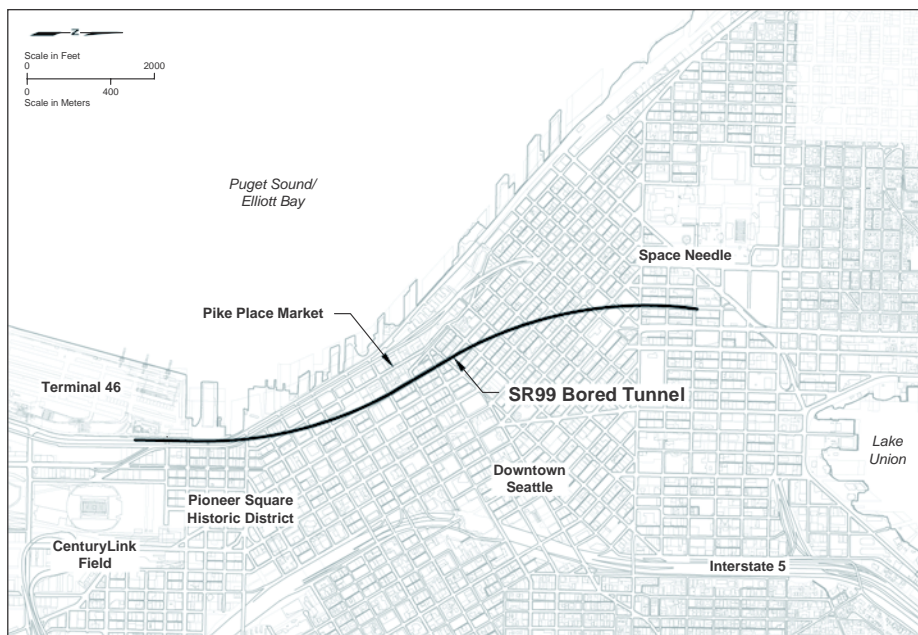 Z
Scale in Feet
0 2000
0 400
Scale in Meters
Puget Sound/
Elliott Bay
Space Needle
Pike Place Market
Terminal 46
SR99 Bored Tunnel
Lake
Union
Downtown
Seattle
Pioneer Square
Historic District
CenturyLink
Field
Interstate 5